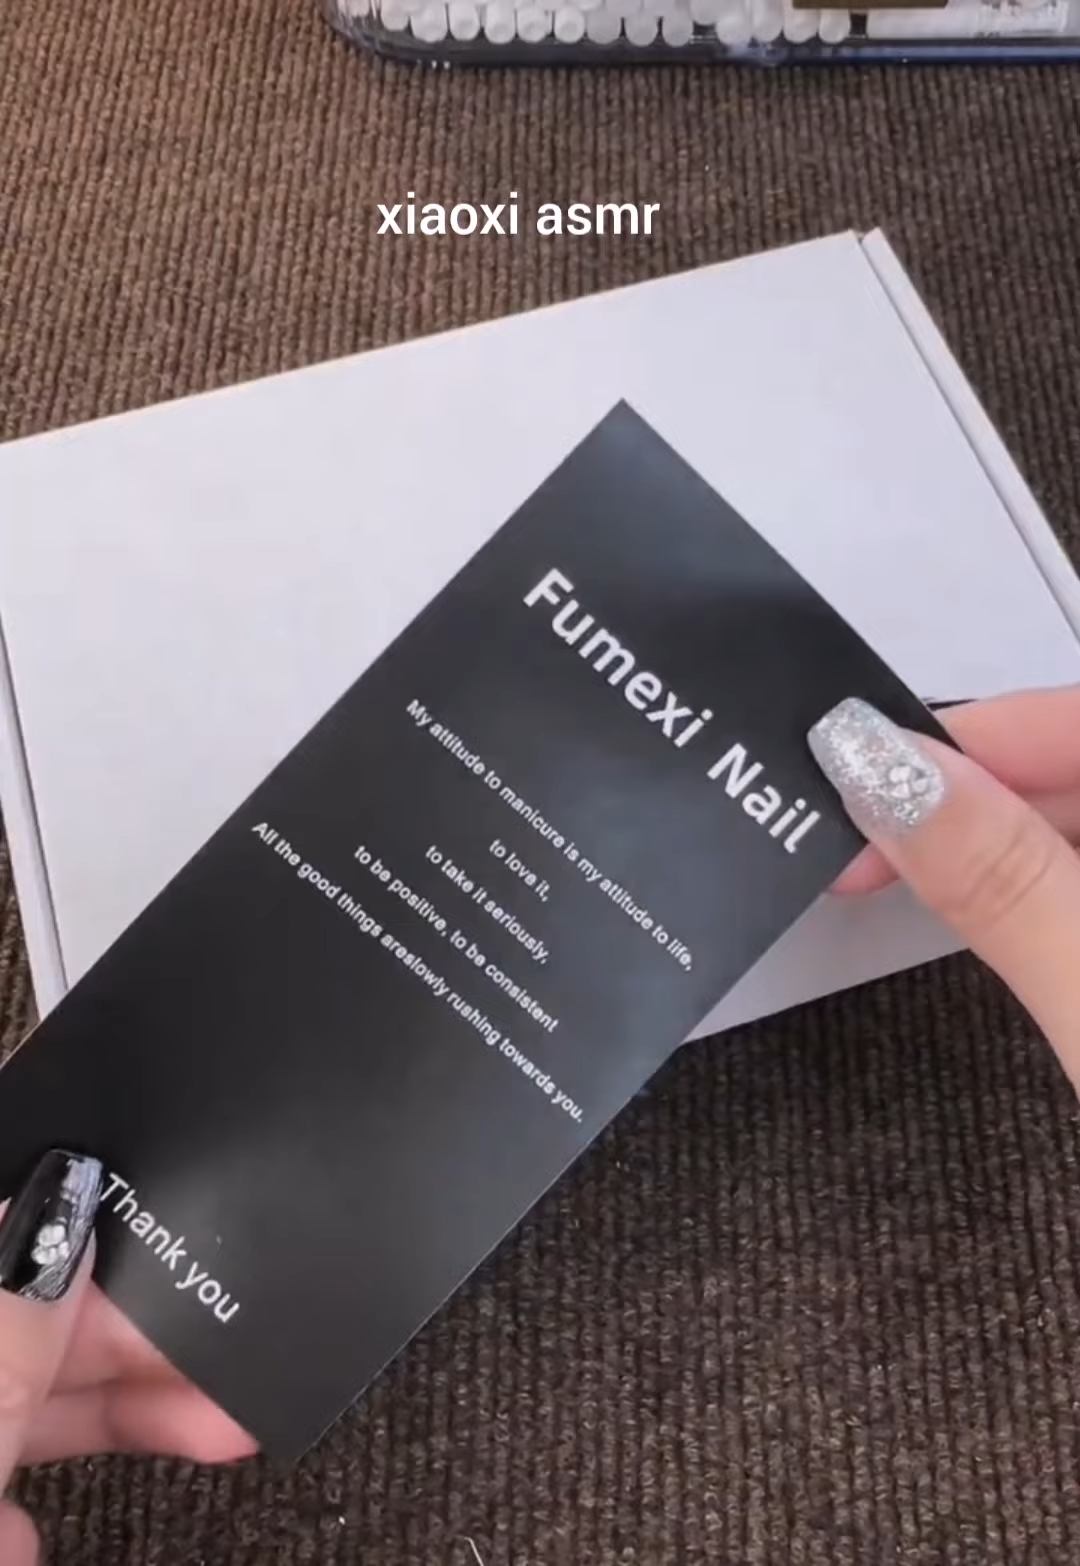 xiaoxi asmr
Fumexi Nail
My attitude to manicure is my attitude to life,
to love it,
to take it seriously,
to be positive, to be consistent
All the good things areslowly rushing towards you.
Thank you